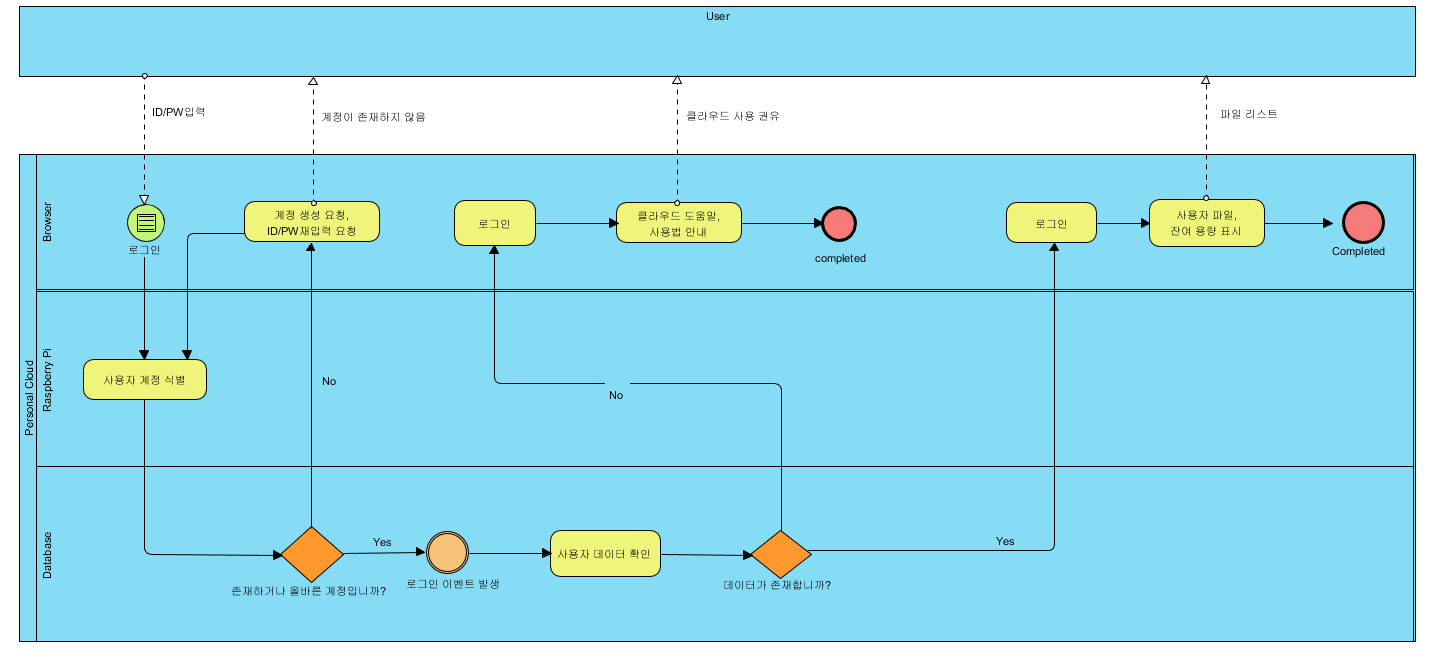 User
ID/PW입력
계정이 존재하지 않음
클라우드 사용 권유
파일 리스트
Personal Cloud
Browser
로그인
계정 생성 요청,
ID/PW재입력 요청
로그인
클라우드 도움말,
사용법 안내
completed
로그인
사용자 파일,
잔여 용량 표시
Completed
Raspberry Pi
사용자 계정 식별
No
No
Database
존재하거나 올바른 계정입니까?
Yes
로그인 이벤트 발생
사용자 데이터 확인
데이터가 존재합니까?
Yes